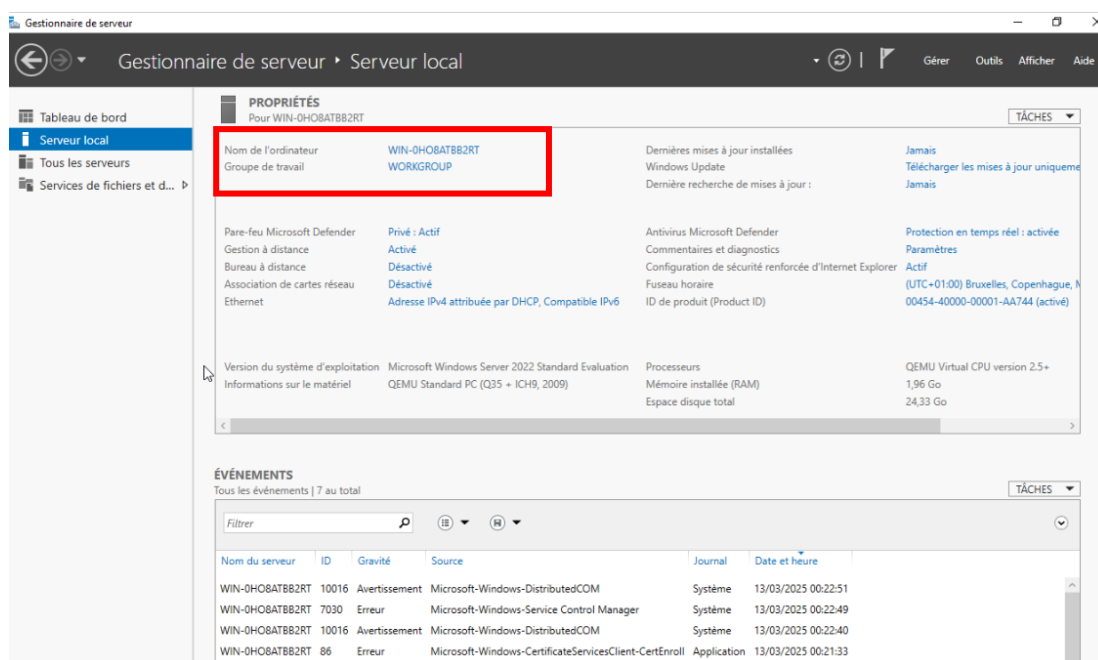 Gestionnaire de serveur
Gestionnaire de serveur ‣ Serveur local
Gérer Outils Afficher Aide
Tableau de bord
Serveur local
Tous les serveurs
Services de fichiers et d...
PROPRIÉTÉS
Pour WIN-0HO8ATBB2RT
TÂCHES
Nom de l'ordinateur WIN-0HO8ATBB2RT Dernières mises à jour installées Jamais
Groupe de travail WORKGROUP Windows Update Télécharger les mises à jour uniqueme
Dernière recherche de mises à jour : Jamais
Pare-feu Microsoft Defender Privé : Actif Antivirus Microsoft Defender Protection en temps réel : activée
Gestion à distance Activé Commentaires et diagnostics Paramètres
Bureau à distance Désactivé Configuration de sécurité renforcée d'Internet Explorer Actif
Association de cartes réseau Désactivé Fuseau horaire (UTC+01:00) Bruxelles, Copenhague, M
Ethernet Adresse IPv4 attribuée par DHCP, Compatible IPv6 ID de produit (Product ID) 00454-40000-00001-AA744 (activé)
Version du système d'exploitation Microsoft Windows Server 2022 Standard Evaluation Processeurs QEMU Virtual CPU version 2.5+
Informations sur le matériel QEMU Standard PC (Q35 + ICH9, 2009) Mémoire installée (RAM) 1,96 Go
Espace disque total 24,33 Go
ÉVÉNEMENTS
Tous les événements | 7 au total
TÂCHES
Filtrer
Nom du serveur ID Gravité Source Journal Date et heure
WIN-0HO8ATBB2RT 10016 Avertissement Microsoft-Windows-DistributedCOM Système 13/03/2025 00:22:51
WIN-0HO8ATBB2RT 7030 Erreur Microsoft-Windows-Service Control Manager Système 13/03/2025 00:22:49
WIN-0HO8ATBB2RT 10016 Avertissement Microsoft-Windows-DistributedCOM Système 13/03/2025 00:22:40
WIN-0HO8ATBB2RT 86 Erreur Microsoft-Windows-CertificateServicesClient-CertEnroll Application 13/03/2025 00:21:33